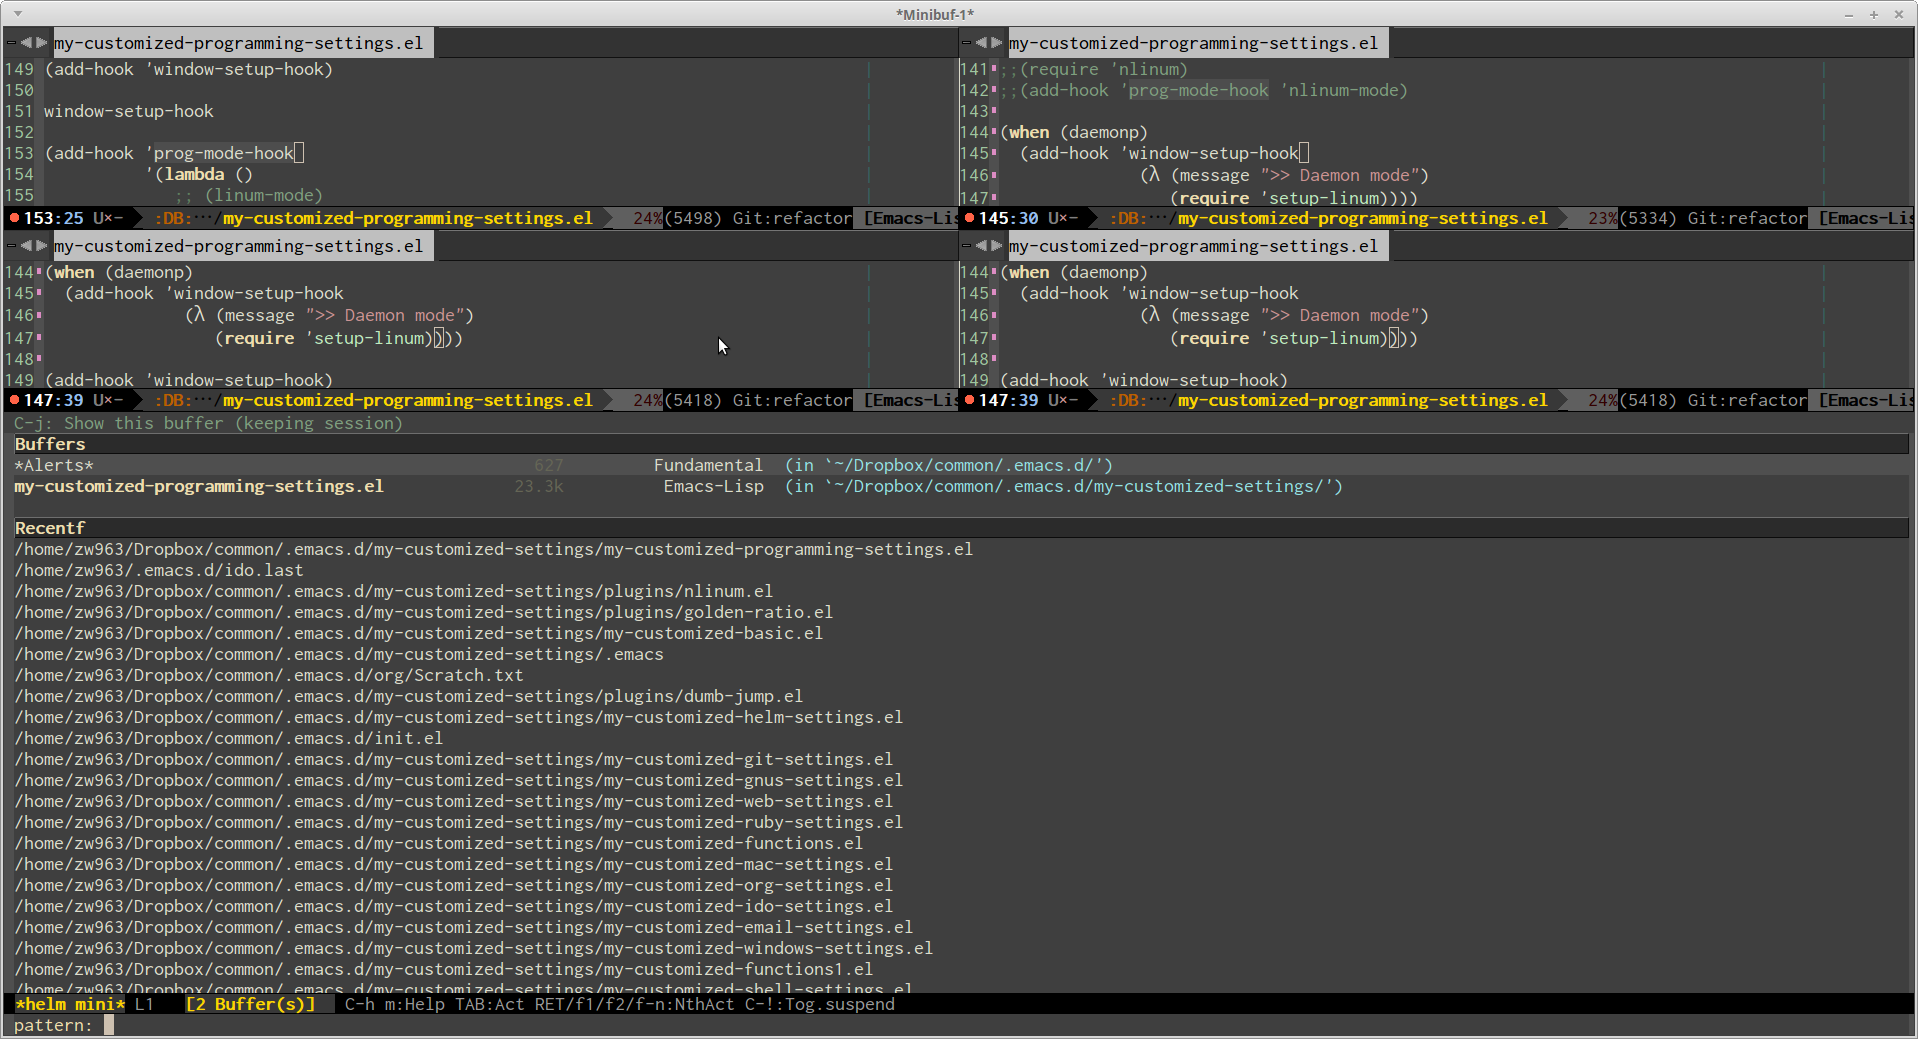 *Minibuf-1*
my-customized-programming-settings.el
149 (add-hook 'window-setup-hook)
150
151 window-setup-hook
152
153 (add-hook 'prog-mode-hook
154 '(lambda ()
155 ;; (linum-mode)
153:25 U×- :DB:···/my-customized-programming-settings.el 24%(5498) Git:refactor [Emacs-Lis
my-customized-programming-settings.el
141 ;;(require 'nlinum)
142 ;;(add-hook 'prog-mode-hook 'nlinum-mode)
143
144 (when (daemonp)
145 (add-hook 'window-setup-hook
146 (λ (message ">> Daemon mode")
147 (require 'setup-linum))))
145:30 U×- :DB:···/my-customized-programming-settings.el 23%(5334) Git:refactor [Emacs-Lis
my-customized-programming-settings.el
144 (when (daemonp)
145 (add-hook 'window-setup-hook
146 (λ (message ">> Daemon mode")
147 (require 'setup-linum))))
148
149 (add-hook 'window-setup-hook)
147:39 U×- :DB:···/my-customized-programming-settings.el 24%(5418) Git:refactor [Emacs-Lis
my-customized-programming-settings.el
144 (when (daemonp)
145 (add-hook 'window-setup-hook
146 (λ (message ">> Daemon mode")
147 (require 'setup-linum))))
148
149 (add-hook 'window-setup-hook)
147:39 U×- :DB:···/my-customized-programming-settings.el 24%(5418) Git:refactor [Emacs-Lis
C-j: Show this buffer (keeping session)
Buffers
*Alerts* 627 Fundamental (in `~/Dropbox/common/.emacs.d/')
my-customized-programming-settings.el 23.3k Emacs-Lisp (in `~/Dropbox/common/.emacs.d/my-customized-settings/')
Recentf
/home/zw963/Dropbox/common/.emacs.d/my-customized-settings/my-customized-programming-settings.el
/home/zw963/.emacs.d/ido.last
/home/zw963/Dropbox/common/.emacs.d/my-customized-settings/plugins/nlinum.el
/home/zw963/Dropbox/common/.emacs.d/my-customized-settings/plugins/golden-ratio.el
/home/zw963/Dropbox/common/.emacs.d/my-customized-settings/my-customized-basic.el
/home/zw963/Dropbox/common/.emacs.d/my-customized-settings/.emacs
/home/zw963/Dropbox/common/.emacs.d/org/Scratch.txt
/home/zw963/Dropbox/common/.emacs.d/my-customized-settings/plugins/dumb-jump.el
/home/zw963/Dropbox/common/.emacs.d/my-customized-settings/my-customized-helm-settings.el
/home/zw963/Dropbox/common/.emacs.d/init.el
/home/zw963/Dropbox/common/.emacs.d/my-customized-settings/my-customized-git-settings.el
/home/zw963/Dropbox/common/.emacs.d/my-customized-settings/my-customized-gnus-settings.el
/home/zw963/Dropbox/common/.emacs.d/my-customized-settings/my-customized-web-settings.el
/home/zw963/Dropbox/common/.emacs.d/my-customized-settings/my-customized-ruby-settings.el
/home/zw963/Dropbox/common/.emacs.d/my-customized-settings/my-customized-functions.el
/home/zw963/Dropbox/common/.emacs.d/my-customized-settings/my-customized-mac-settings.el
/home/zw963/Dropbox/common/.emacs.d/my-customized-settings/my-customized-org-settings.el
/home/zw963/Dropbox/common/.emacs.d/my-customized-settings/my-customized-ido-settings.el
/home/zw963/Dropbox/common/.emacs.d/my-customized-settings/my-customized-email-settings.el
/home/zw963/Dropbox/common/.emacs.d/my-customized-settings/my-customized-windows-settings.el
/home/zw963/Dropbox/common/.emacs.d/my-customized-settings/my-customized-functions1.el
/home/zw963/Dropbox/common/.emacs.d/my-customized-settings/my-customized-shell-settings.el
*helm mini* L1 [2 Buffer(s)] C-h m:Help TAB:Act RET/f1/f2/f-n:NthAct C-!:Tog.suspend
pattern: